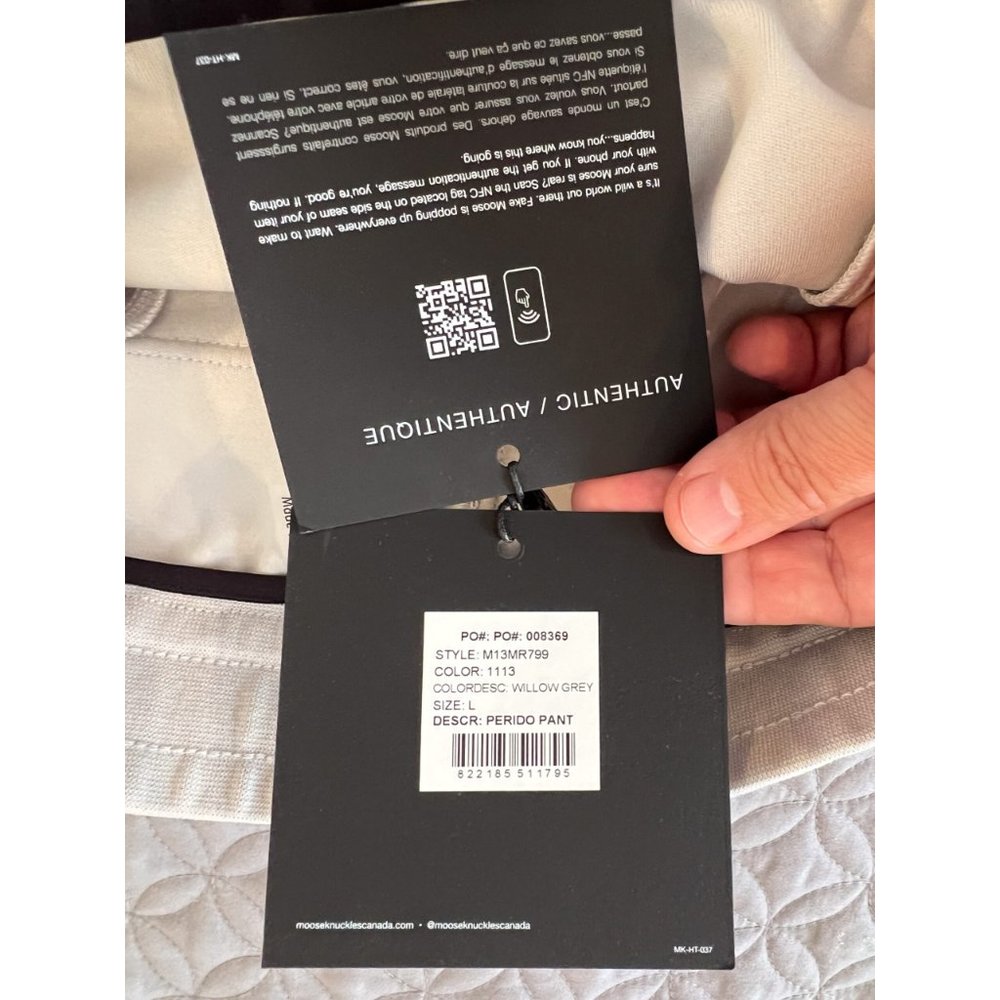 AUTHENTIC / AUTHENTIQUE
It's a wild world out there. Fake Moose is popping up everywhere. Want to make
sure your Moose is real? Scan the NFC tag located on the side seam of your item
with your phone. If you get the authentication message, you're good. If nothing
happens...you know where this is going.
C'est un monde sauvage dehors. Des produits Moose contrefaits surgissent
partout. Vous voulez vous assurer que votre Moose est authentique? Scannez
l'étiquette NFC située sur la couture latérale de votre article avec votre téléphone.
Si vous obtenez le message d'authentification, vous êtes correct. Si rien ne se
passe...vous savez ce que ça veut dire.
MK-HT-037
Made
PO#: PO#: 008369
STYLE: M13MR799
COLOR: 1113
COLORDESC: WILLOW GREY
SIZE: L
DESCR: PERIDO PANT
822185 511795
mooseknucklescanada.com • @mooseknucklescanada
MK-HT-037